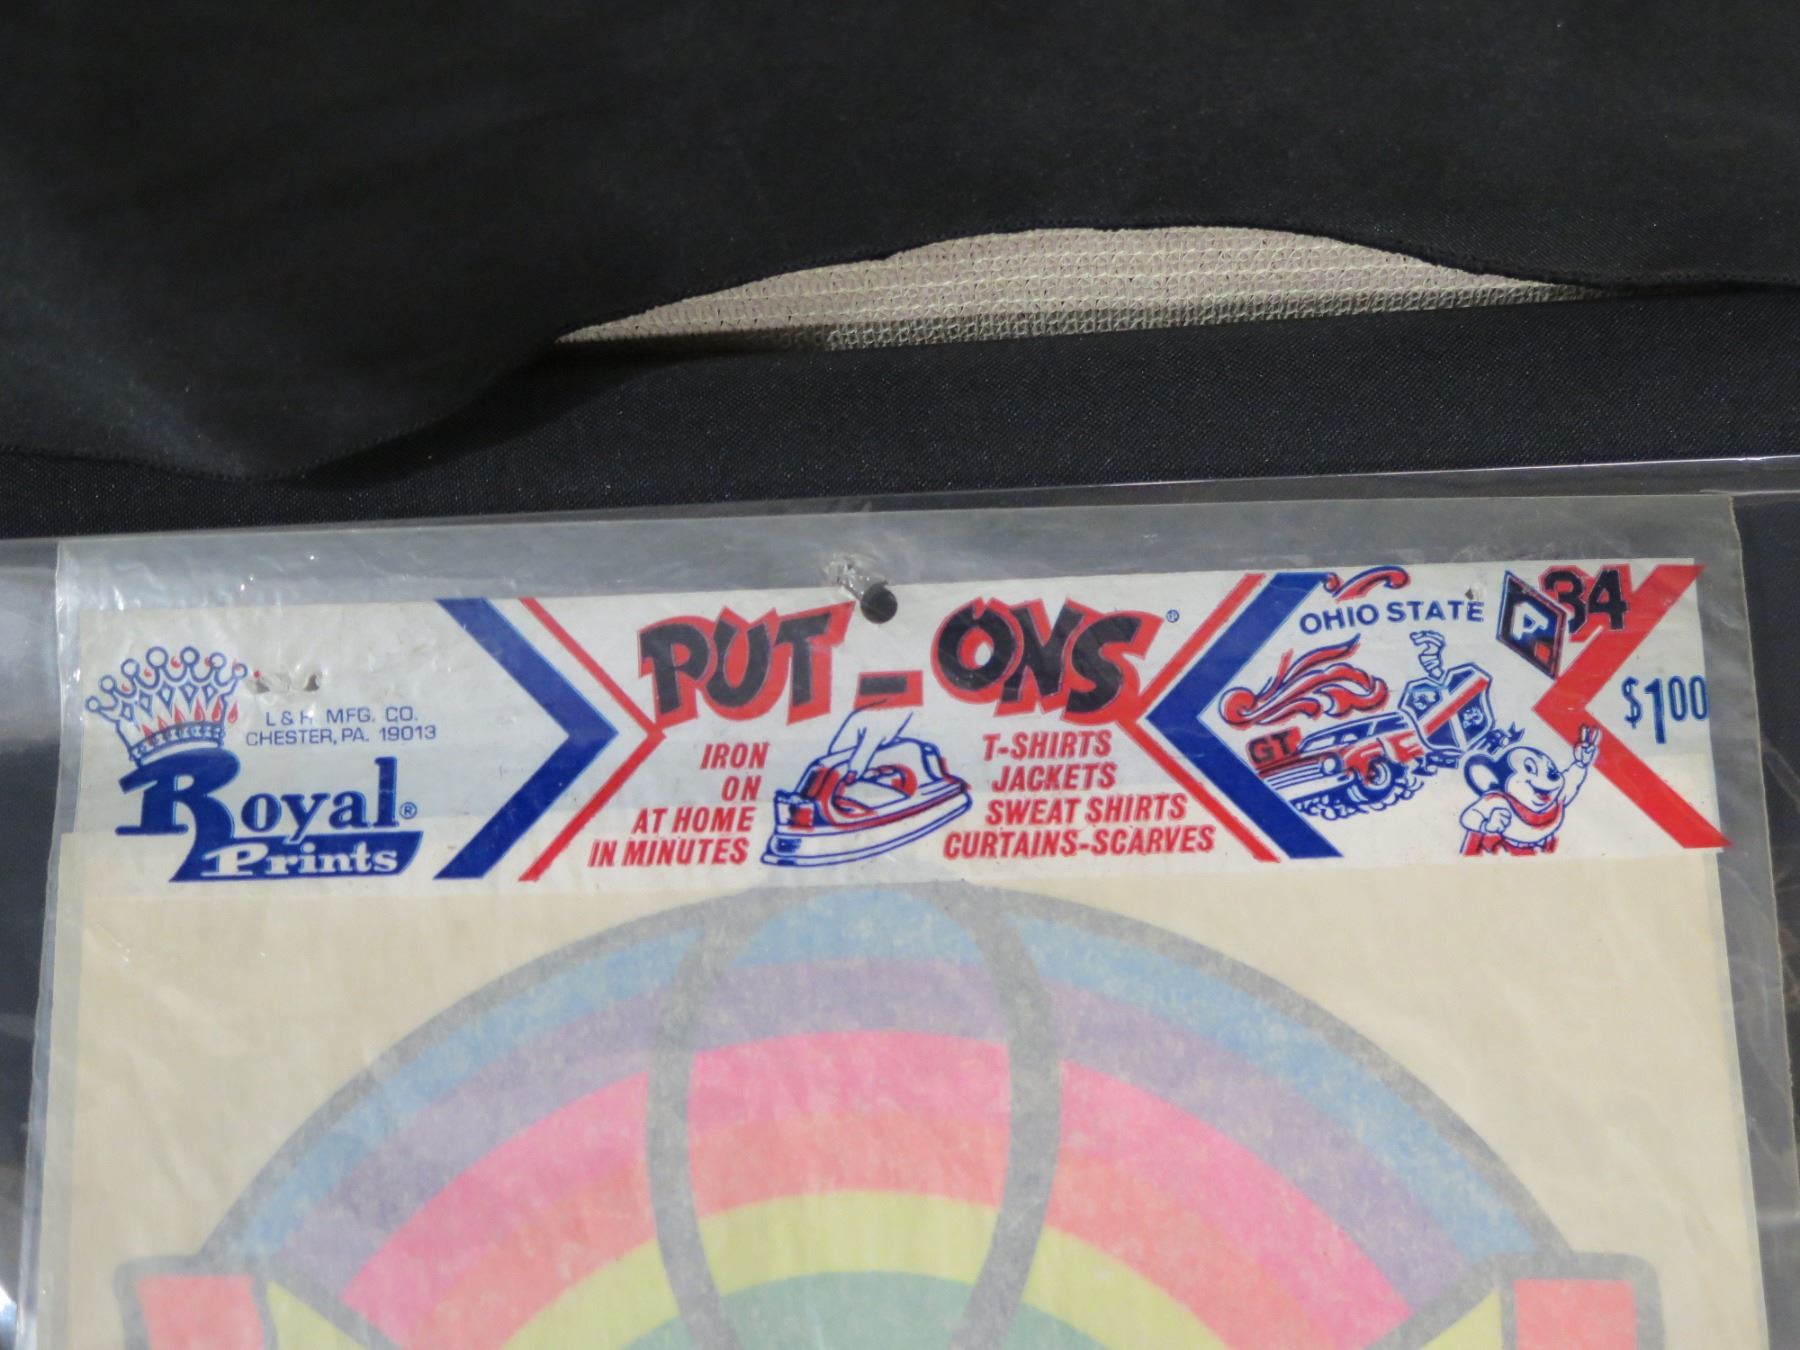 L & H MFG. CO.
CHESTER, PA. 19013
Royal®
Prints
PUT-ONS®
IRON
ON
AT HOME
IN MINUTES
T-SHIRTS
JACKETS
SWEAT SHIRTS
CURTAINS-SCARVES
OHIO STATE
GT
P 34
$1.00